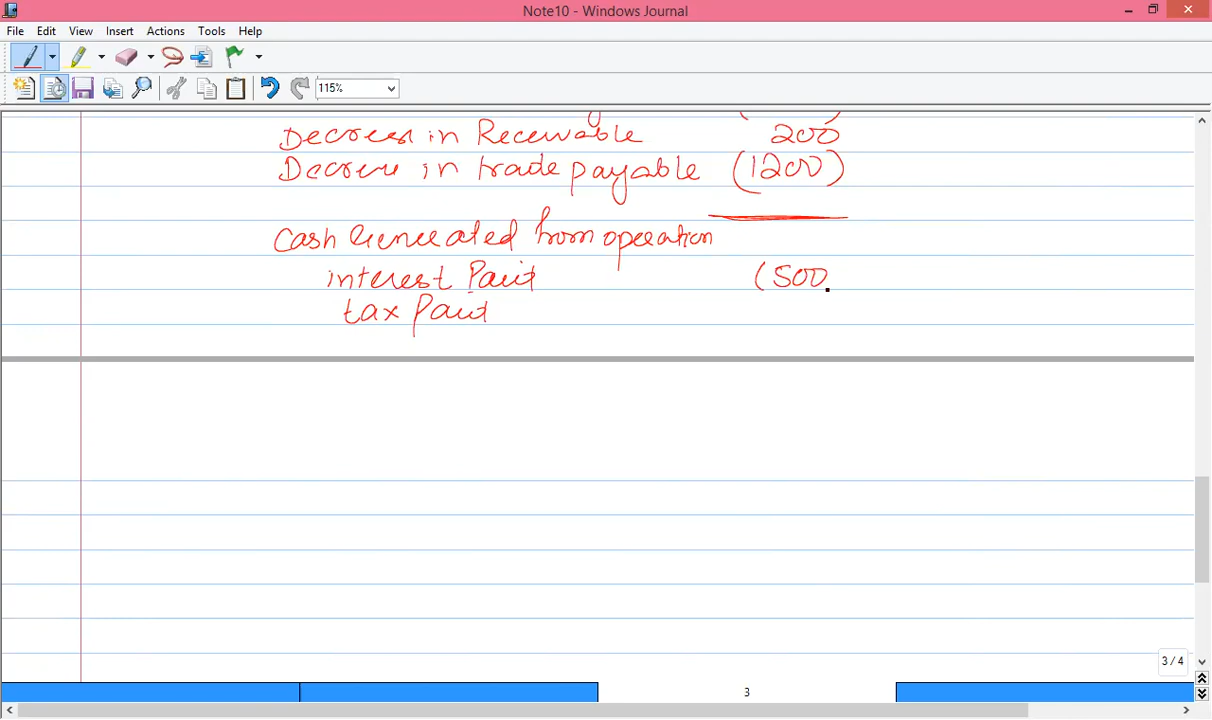 Note10 - Windows Journal
File Edit View Insert Actions Tools Help
115%
Decrease in Receivable 200
Decrease in trade payable (1200)
Cash Generated from operation
interest Paid (500
tax Paid
3 / 4
3